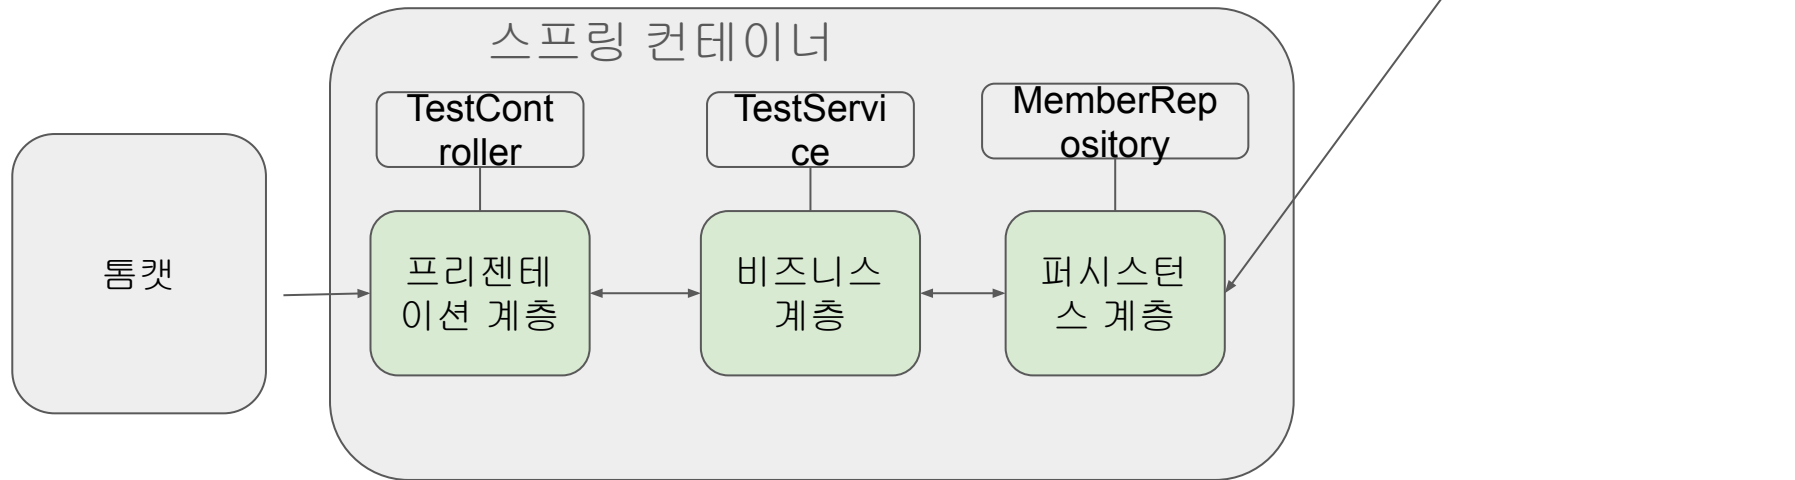 스프링 컨테이너
TestCont
roller
TestServi
ce
MemberRep
ository
톰캣
프리젠테
이션 계층
비즈니스
계층
퍼시스턴
스 계층